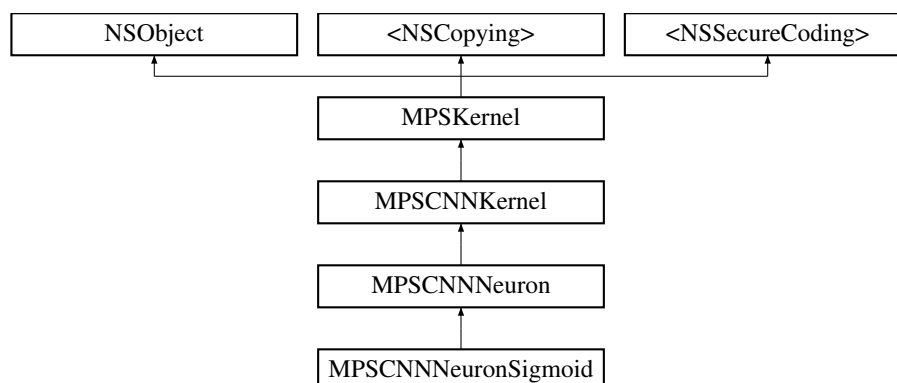 NSObject
<NSCopying>
<NSSecureCoding>
MPSKernel
MPSCNNKernel
MPSCNNNeuron
MPSCNNNeuronSigmoid